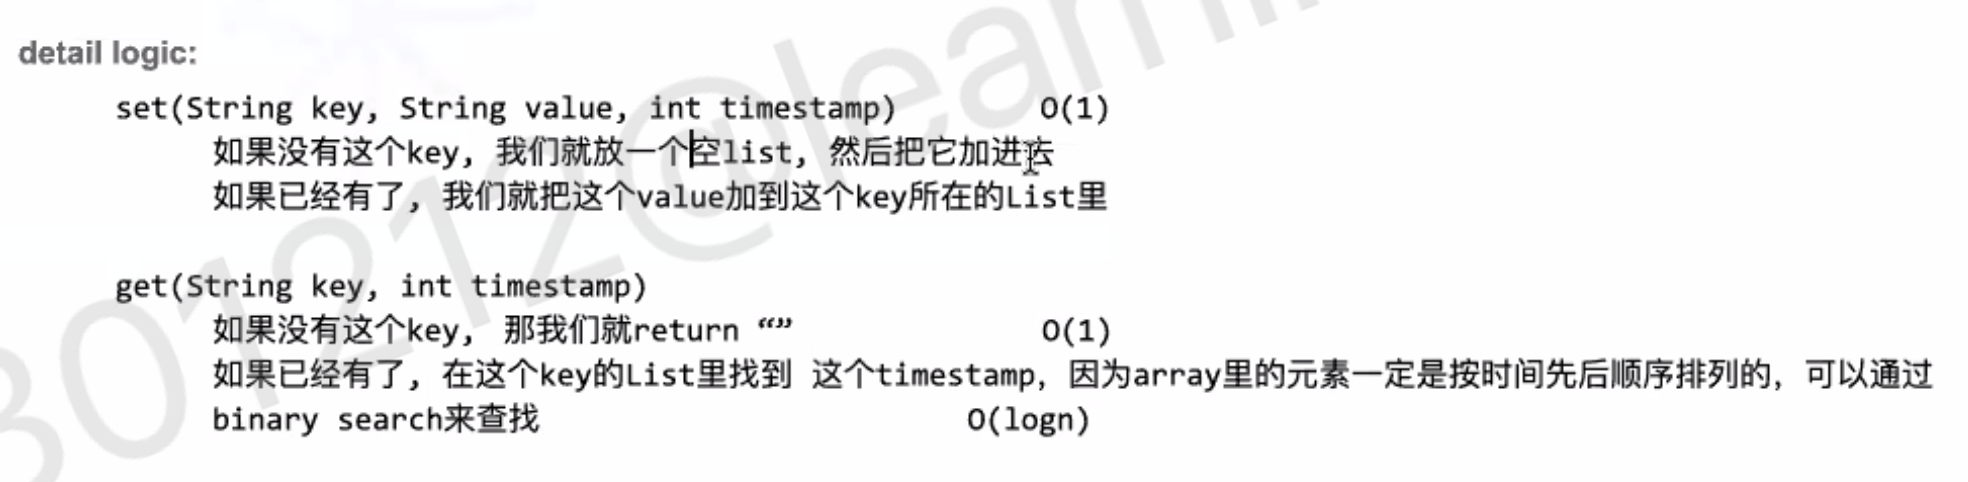 detail logic:
set(String key, String value, int timestamp) O(1)
如果没有这个key, 我们就放一个空list, 然后把它加进去
如果已经有了, 我们就把这个value加到这个key所在的List里
get(String key, int timestamp)
如果没有这个key, 那我们就return “” O(1)
如果已经有了, 在这个key的List里找到 这个timestamp, 因为array里的元素一定是按时间先后顺序排列的, 可以通过
binary search来查找 O(logn)